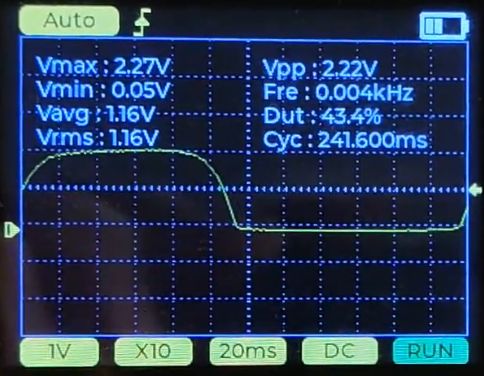 Auto
Vmax : 2.27V
Vmin : 0.05V
Vavg : 1.16V
Vrms : 1.16V
Vpp : 2.22V
Fre : 0.004kHz
Dut : 43.4%
Cyc : 241.600ms
1V X10 20ms DC RUN